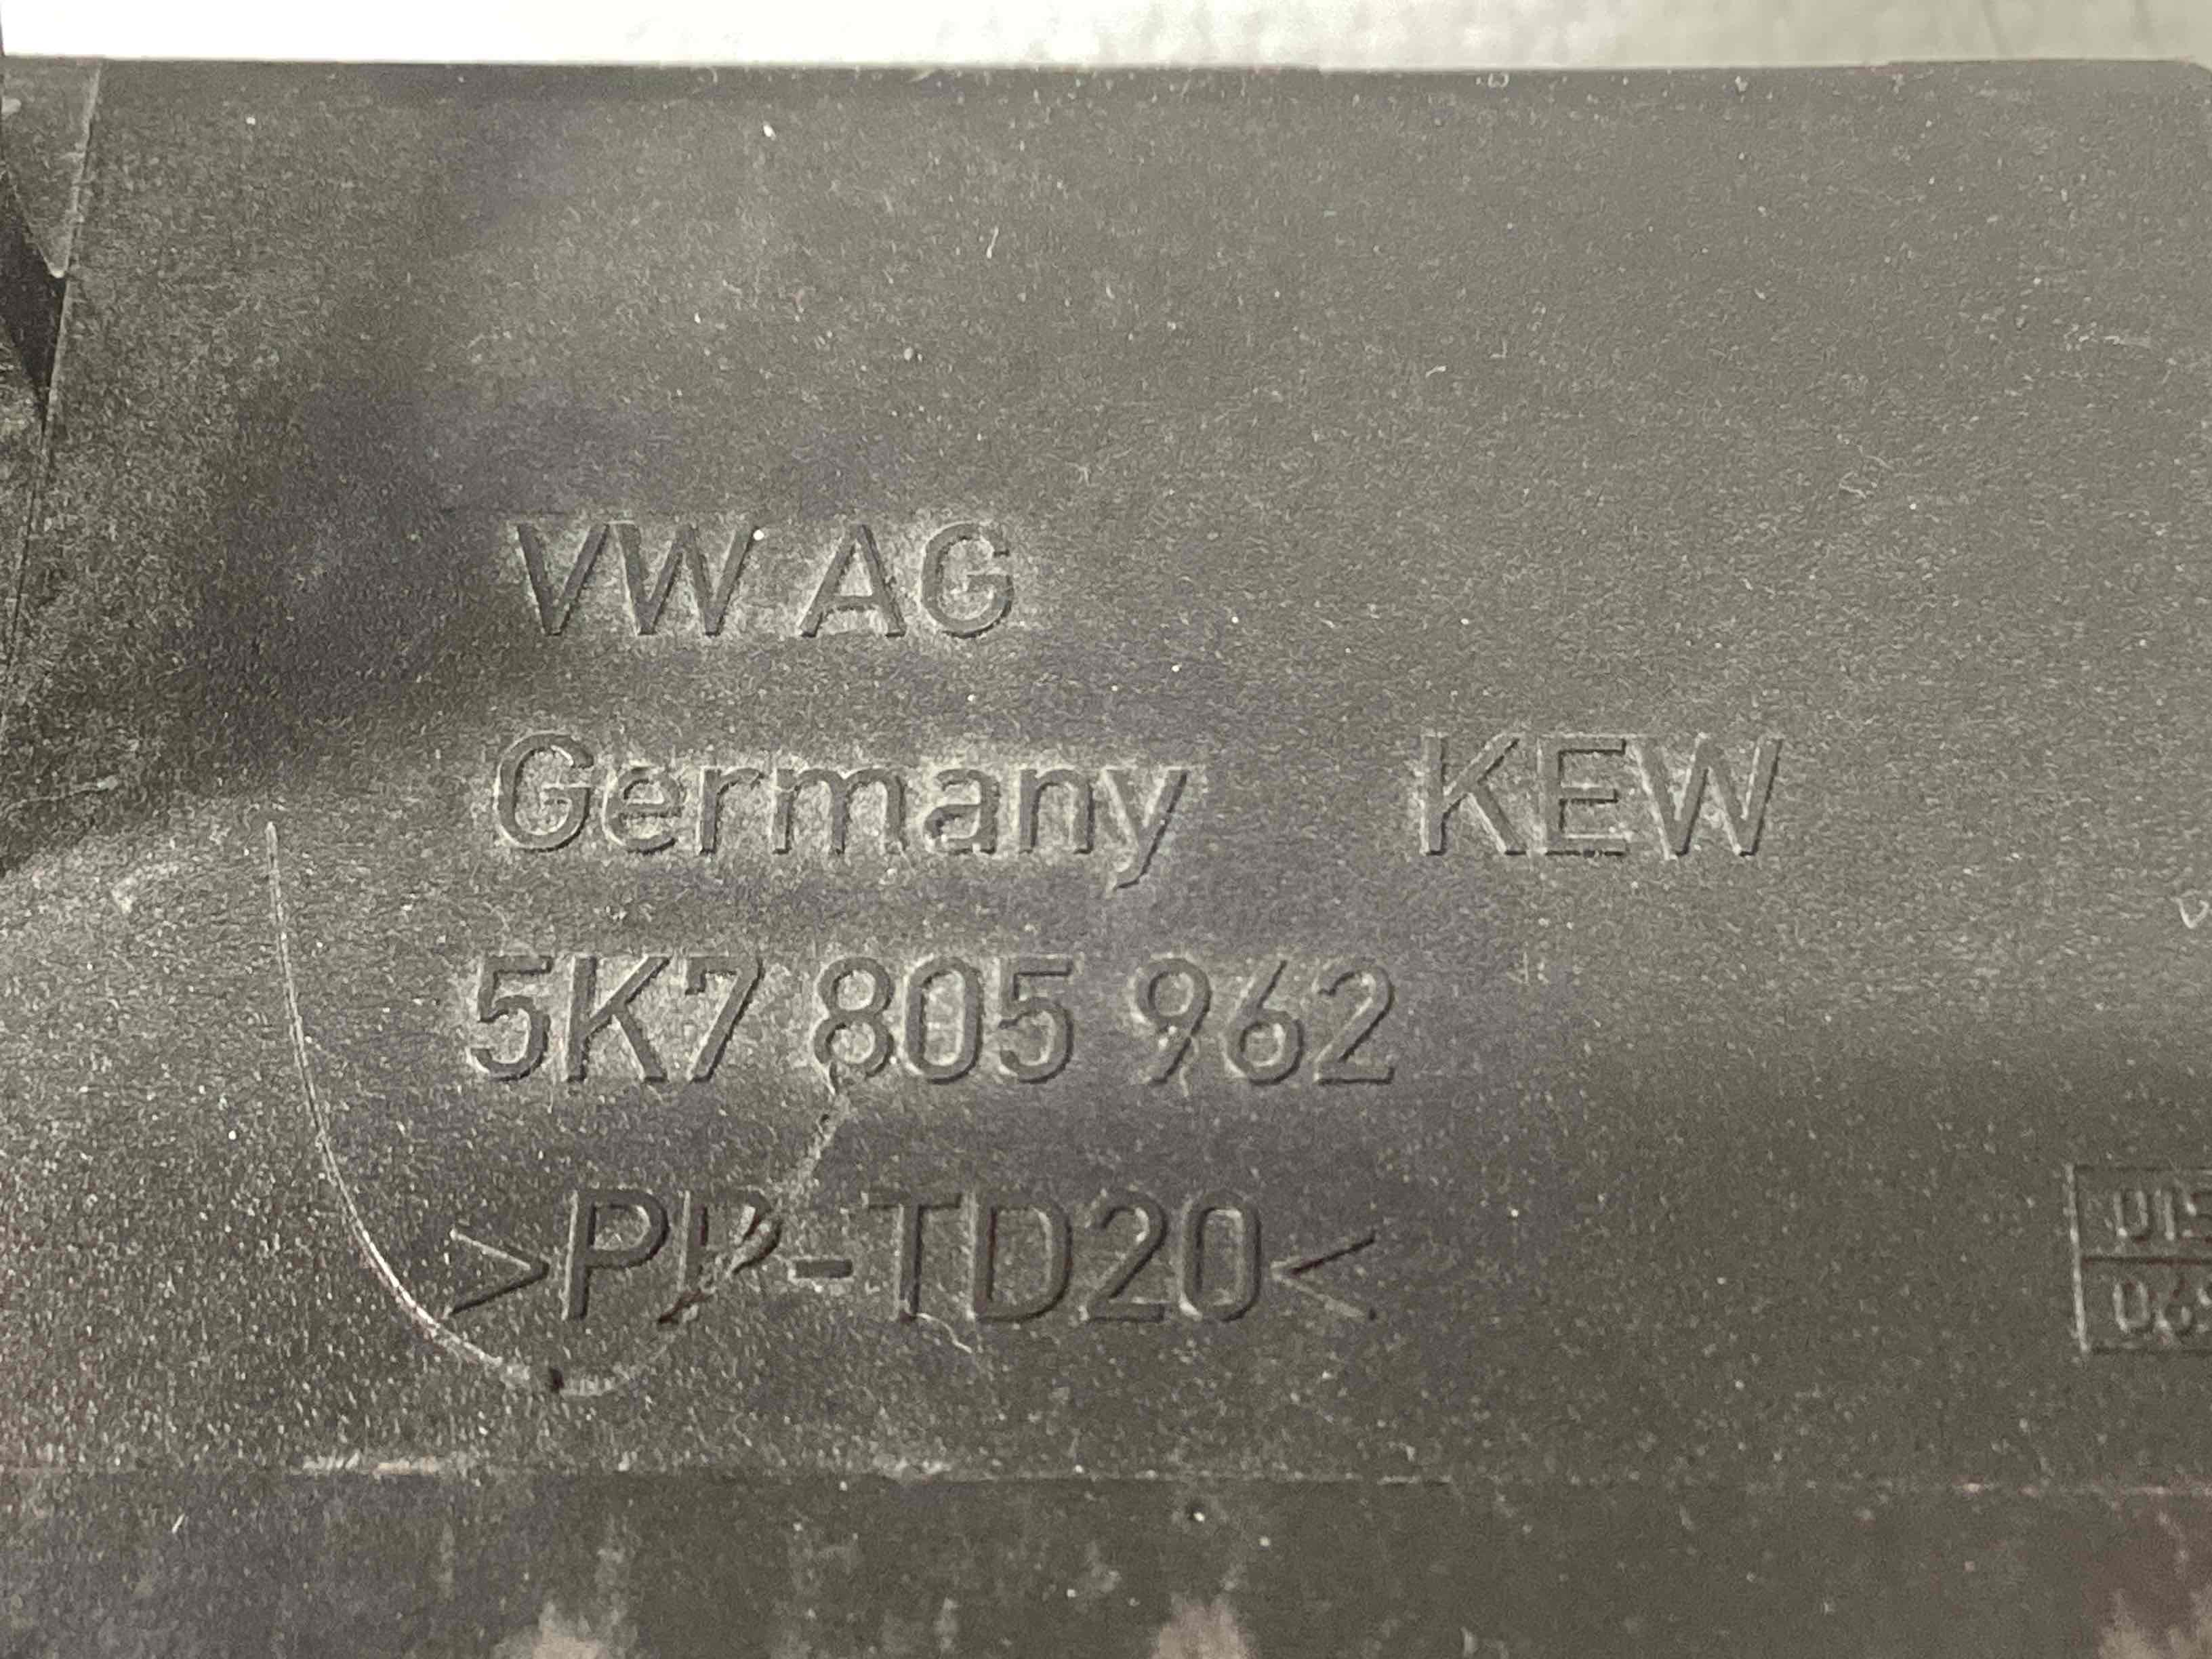 VW AG
Germany KEW
5K7 805 962
>PP-TD20<